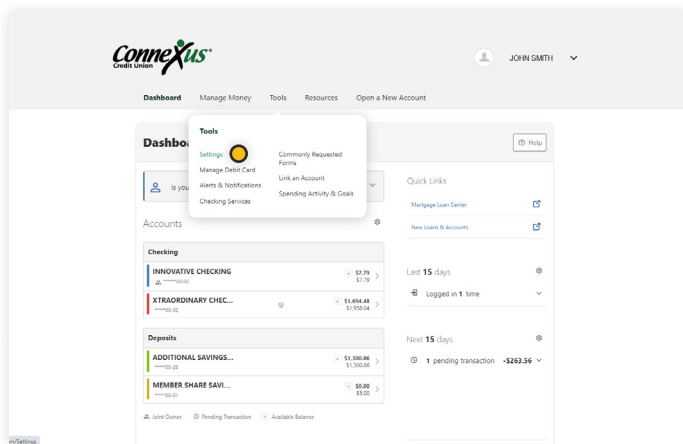 ConneXus
Credit Union
JOHN SMITH
Dashboard Manage Money Tools Resources Open a New Account
Tools
Settings
Manage Debit Card
Alerts & Notifications
Checking Services
Commonly Requested
Forms
Link an Account
Spending Activity & Goals
Help
Is you
Accounts
Checking
INNOVATIVE CHECKING
$7.79
$7.79
XTRAORDINARY CHEC...
$1,694.48
$1,958.04
Deposits
ADDITIONAL SAVINGS...
$1,300.86
$1,300.86
MEMBER SHARE SAVI...
$0.00
$5.00
Joint Owner Pending Transaction Available Balance
Quick Links
Mortgage Loan Center
New Loans & Accounts
Last 15 days
Logged in 1 time
Next 15 days
1 pending transaction -$263.56
m/Settings